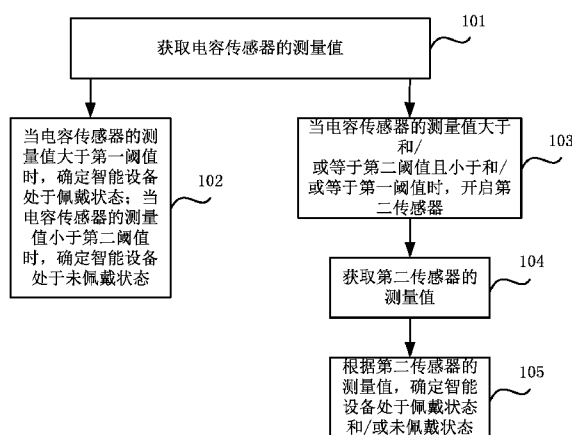 获取电容传感器的测量值
101
当电容传感器的测
量值大于第一阈值
时，确定智能设备
处于佩戴状态；当
电容传感器的测量
值小于第二阈值
时，确定智能设备
处于未佩戴状态
102
当电容传感器的测量值大于
和/
或等于第二阈值且小于和/
或等于第一阈值时，开启第
二传感器
103
获取第二传感器的
测量值
104
根据第二传感器的
测量值，确定智能
设备处于佩戴状态
和/或未佩戴状态
105